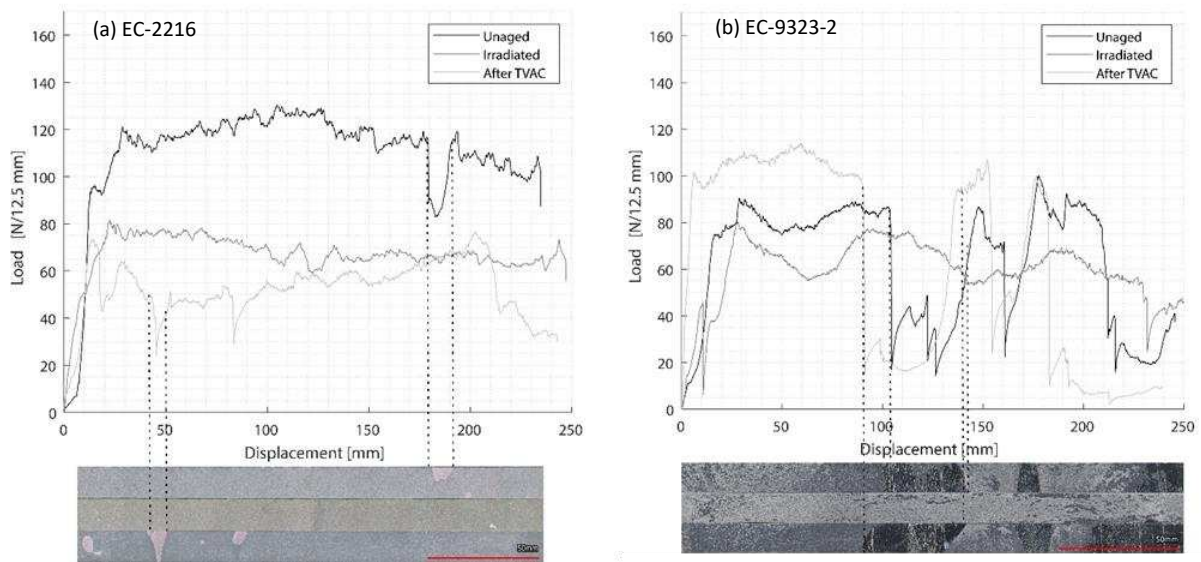 (a) EC-2216
Unaged
Irradiated
After TVAC
160
140
120
100
80
60
40
20
0
Load [N/12.5 mm]
0 50 100 150 200 250
Displacement [mm]
50mm
(b) EC-9323-2
Unaged
Irradiated
After TVAC
160
140
120
100
80
60
40
20
0
Load [N/12.5 mm]
0 50 100 150 200 250
Displacement [mm]
50mm